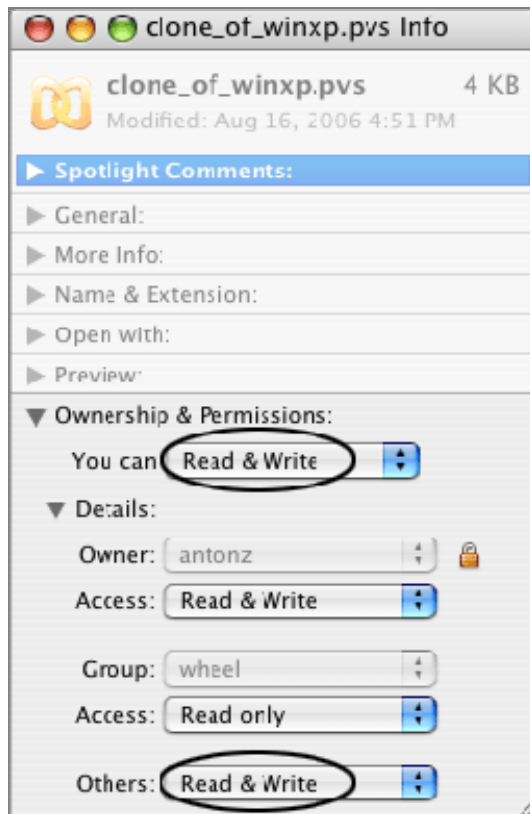 clone_of_winxp.pvs Info
clone_of_winxp.pvs 4 KB
Modified: Aug 16, 2006 4:51 PM
Spotlight Comments:
General:
More Info:
Name & Extension:
Open with:
Preview:
Ownership & Permissions:
You can Read & Write
Details:
Owner: antonz
Access: Read & Write
Group: wheel
Access: Read only
Others: Read & Write